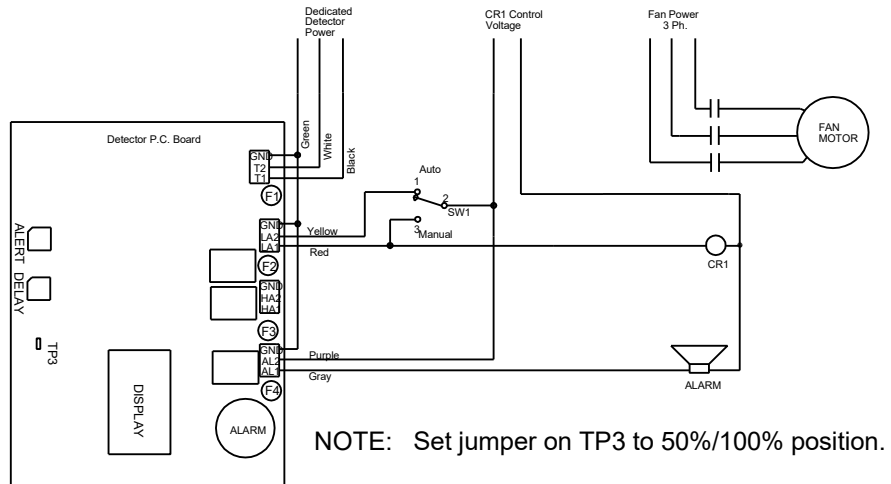 Dedicated
Detector
Power
CR1 Control
Voltage
Fan Power
3 Ph.
Detector P.C. Board
Green
White
Black
FAN
MOTOR
GND
T2
T1
F1
Auto
1
2
SW1
3
Manual
GND
LA2
LA1
Yellow
Red
F2
CR1
ALERT
DELAY
GND
HA2
HA1
F3
TP3
GND
AL2
AL1
Purple
Gray
F4
ALARM
DISPLAY
ALARM
NOTE: Set jumper on TP3 to 50%/100% position.